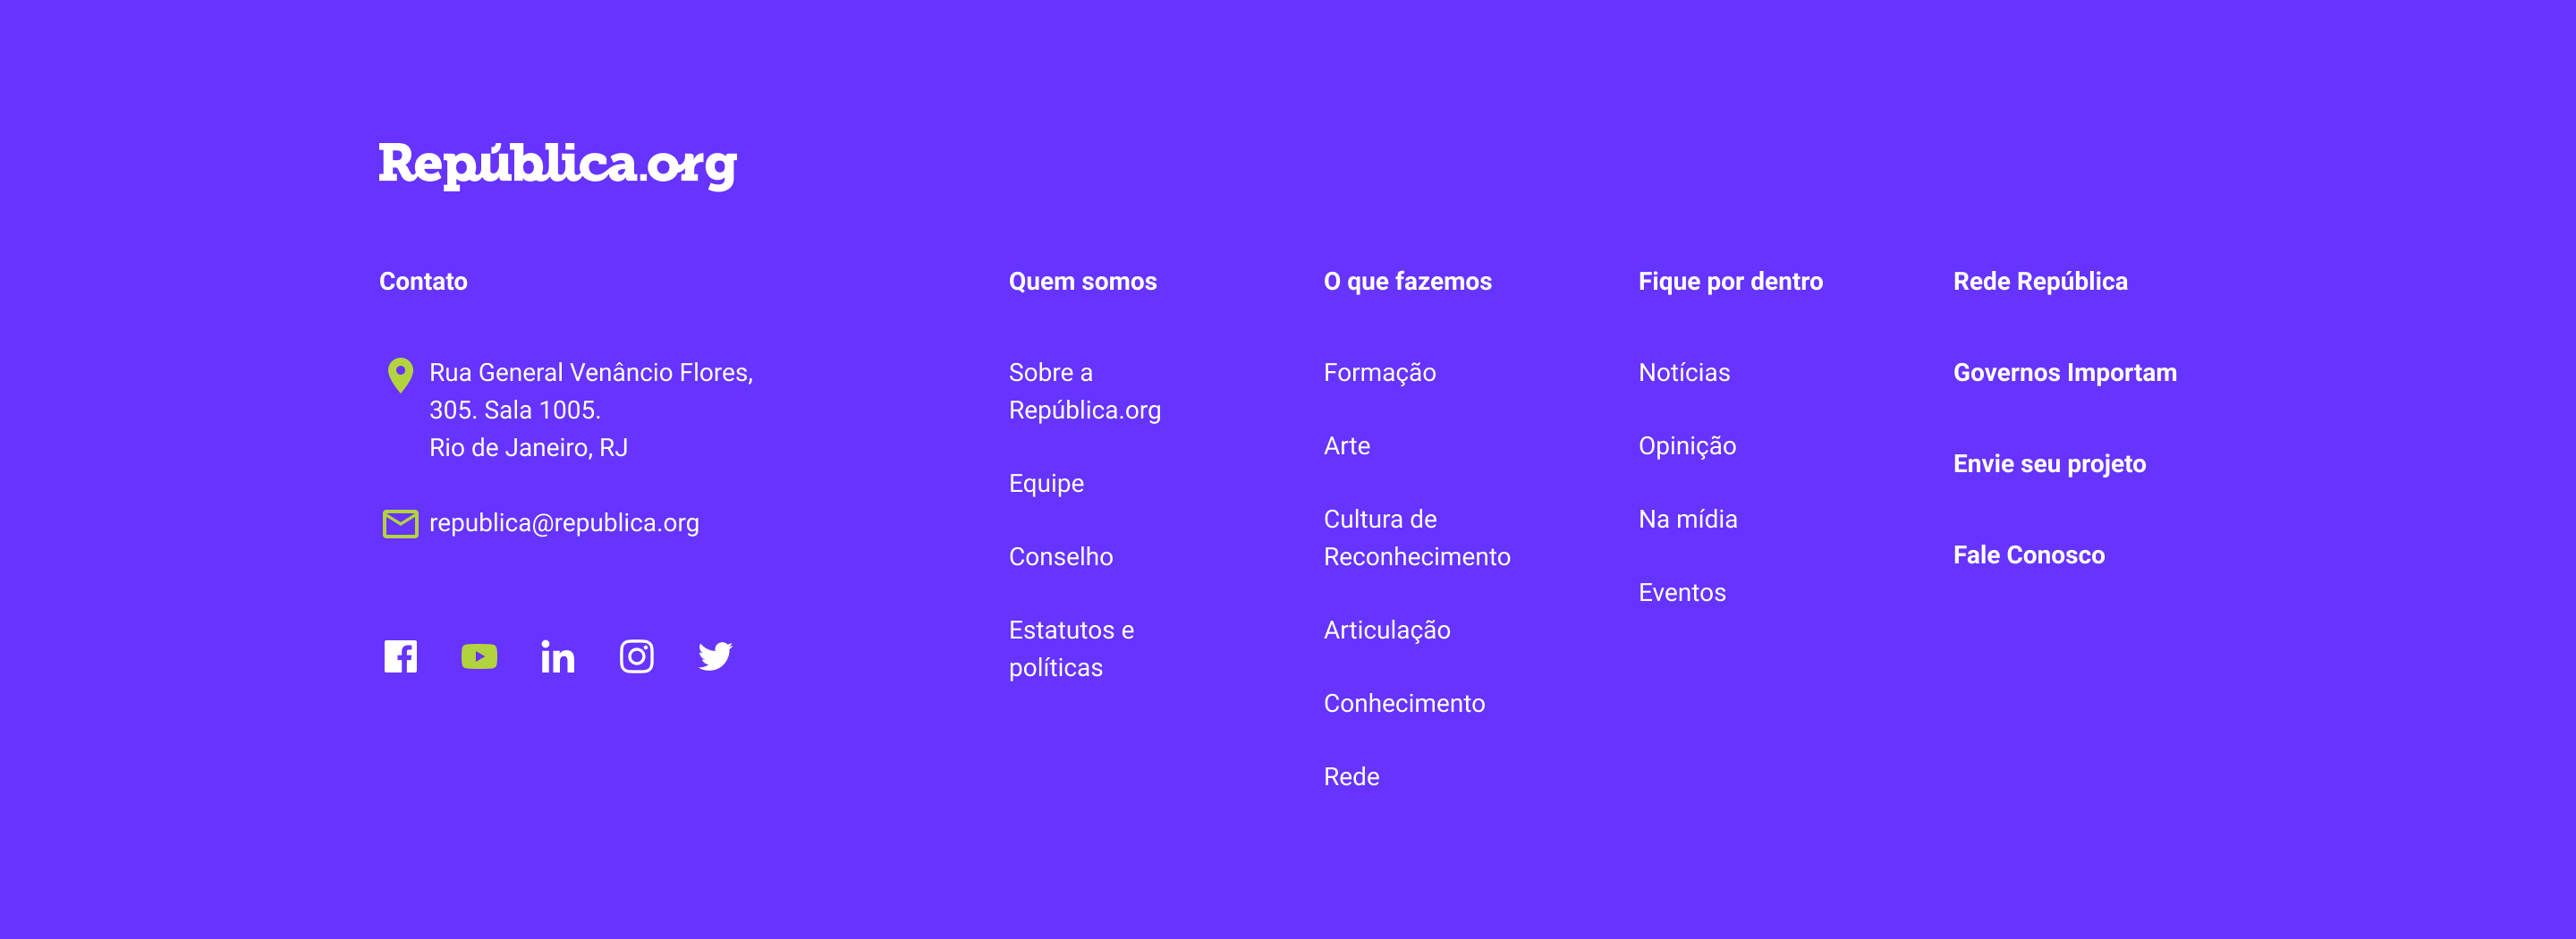 República.org
Contato
Rua General Venâncio Flores,
305. Sala 1005.
Rio de Janeiro, RJ
republica@republica.org
Quem somos
Sobre a
República.org
Equipe
Conselho
Estatutos e
políticas
O que fazemos
Formação
Arte
Cultura de
Reconhecimento
Articulação
Conhecimento
Rede
Fique por dentro
Notícias
Opinição
Na mídia
Eventos
Rede República
Governos Importam
Envie seu projeto
Fale Conosco